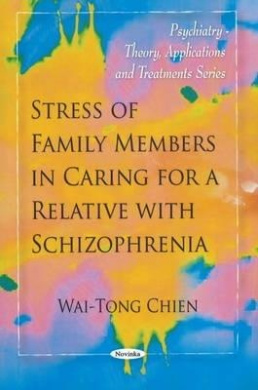 Psychiatry -
Theory, Applications
and Treatments Series
STRESS OF
FAMILY MEMBERS
IN CARING FOR A
RELATIVE WITH
SCHIZOPHRENIA
WAI-TONG CHIEN
Novinka